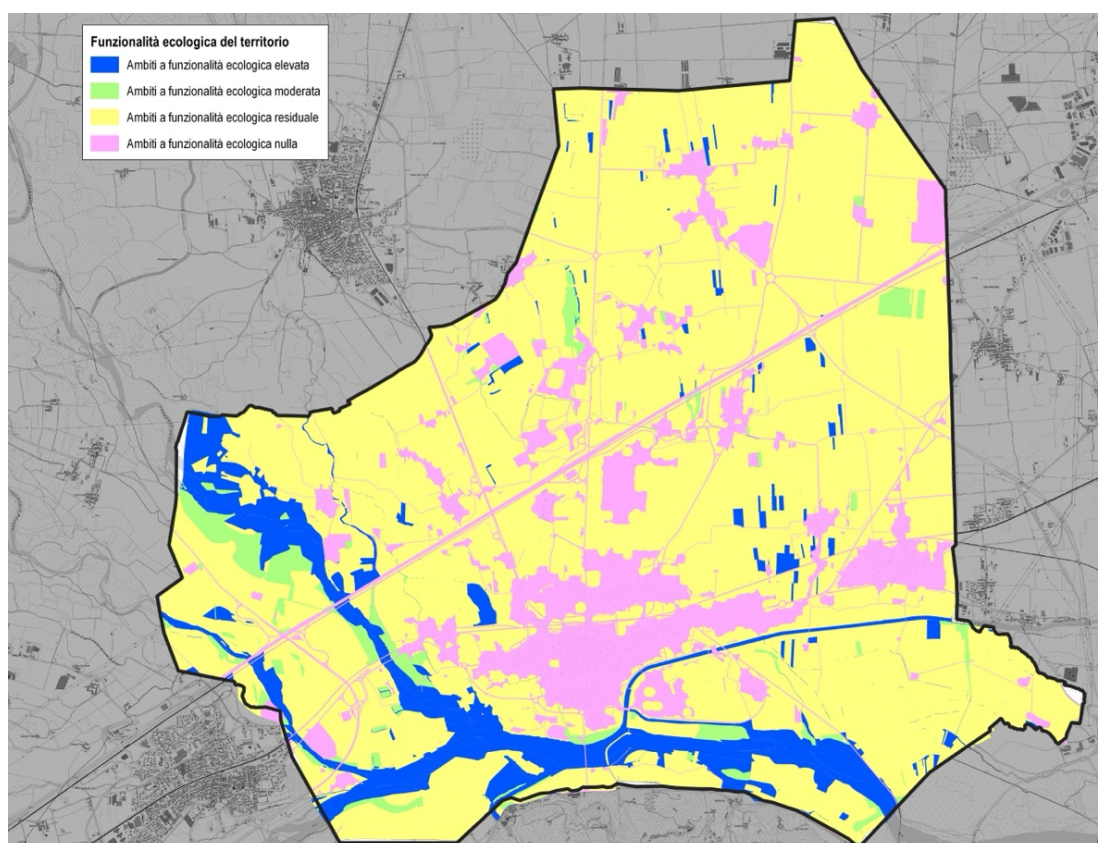 Funzionalità ecologica del territorio
Ambiti a funzionalità ecologica elevata
Ambiti a funzionalità ecologica moderata
Ambiti a funzionalità ecologica residuale
Ambiti a funzionalità ecologica nulla